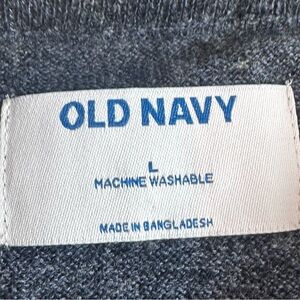 OLD NAVY
L
MACHINE WASHABLE
MADE IN BANGLADESH